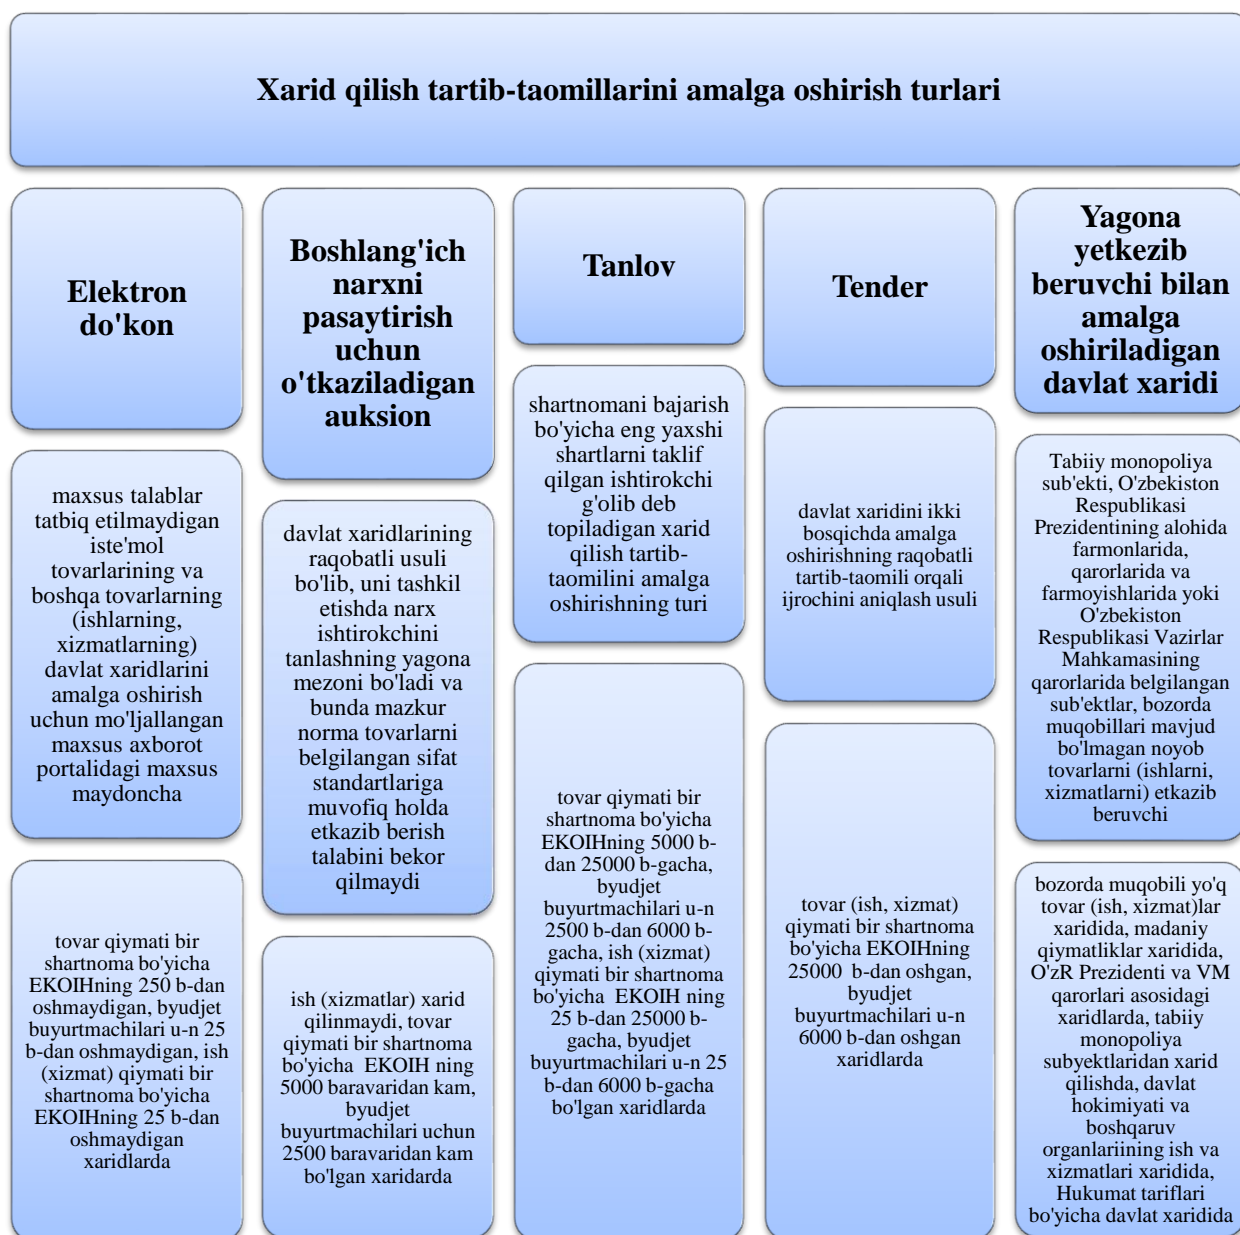 Xarid qilish tartib-taomillarini amalga oshirish turlari
Elektron
do'kon
maxsus talablar
tatbiq etilmaydigan
iste'mol
tovarlarining va
boshqa tovarlarning
(ishlarning,
xizmatlarning)
davlat xaridlarini
amalga oshirish
uchun mo'ljallangan
maxsus axborot
portalidagi maxsus
maydoncha
tovar qiymati bir
shartnoma bo'yicha
EKOIHning 250 b-dan
oshmaydigan, byudjet
buyurtmachilari u-n 25
b-dan oshmaydigan, ish
(xizmat) qiymati bir
shartnoma bo'yicha
EKOIHning 25 b-dan
oshmaydigan
xaridlarda
Boshlang'ich
narxni
pasaytirish
uchun
o'tkaziladigan
auksion
davlat xaridlarining
raqobatli usuli
bo'lib, uni tashkil
etishda narx
ishtirokchini
tanlashning yagona
mezoni bo'ladi va
bunda mazkur
norma tovarlarni
belgilangan sifat
standartlariga
muvofiq holda
etkazib berish
talabini bekor
qilmaydi
ish (xizmatlar) xarid
qilinmaydi, tovar
qiymati bir shartnoma
bo'yicha  EKOIH ning
5000 baravaridan kam,
byudjet
buyurtmachilari uchun
2500 baravaridan kam
bo'lgan xaridarda
Tanlov
shartnomani bajarish
bo'yicha eng yaxshi
shartlarni taklif
qilgan ishtirokchi
g'olib deb
topiladigan xarid
qilish tartib-
taomilini amalga
oshirishning turi
tovar qiymati bir
shartnoma bo'yicha
EKOIHning 5000 b-
dan 25000 b-gacha,
byudjet
buyurtmachilari u-n
2500 b-dan 6000 b-
gacha, ish (xizmat)
qiymati bir shartnoma
bo'yicha  EKOIH ning
25 b-dan 25000 b-
gacha, byudjet
buyurtmachilari u-n 25
b-dan 6000 b-gacha
bo'lgan xaridlarda
Tender
davlat xaridini ikki
bosqichda amalga
oshirishning raqobatli
tartib-taomili orqali
ijrochini aniqlash usuli
tovar (ish, xizmat)
qiymati bir shartnoma
bo'yicha EKOIHning
25000  b-dan oshgan,
byudjet
buyurtmachilari u-n
6000 b-dan oshgan
xaridlarda
Yagona
yetkezib
beruvchi bilan
amalga
oshiriladigan
davlat xaridi
Tabiiy monopoliya
sub'ekti, O'zbekiston
Respublikasi
Prezidentining alohida
farmonlarida,
qarorlarida va
farmoyishlarida yoki
O'zbekiston
Respublikasi Vazirlar
Mahkamasining
qarorlarida belgilangan
sub'ektlar, bozorda
muqobillari mavjud
bo'lmagan noyob
tovarlarni (ishlarni,
xizmatlarni) etkazib
beruvchi
bozorda muqobili yo'q
tovar (ish, xizmat)lar
xaridida, madaniy
qiymatliklar xaridida,
O'zR Prezidenti va VM
qarorlari asosidagi
xaridlarda, tabiiy
monopoliya
subyektlaridan xarid
qilishda, davlat
hokimiyati va
boshqaruv
organlariining ish va
xizmatlari xaridida,
Hukumat tariflari
bo'yicha davlat xaridida